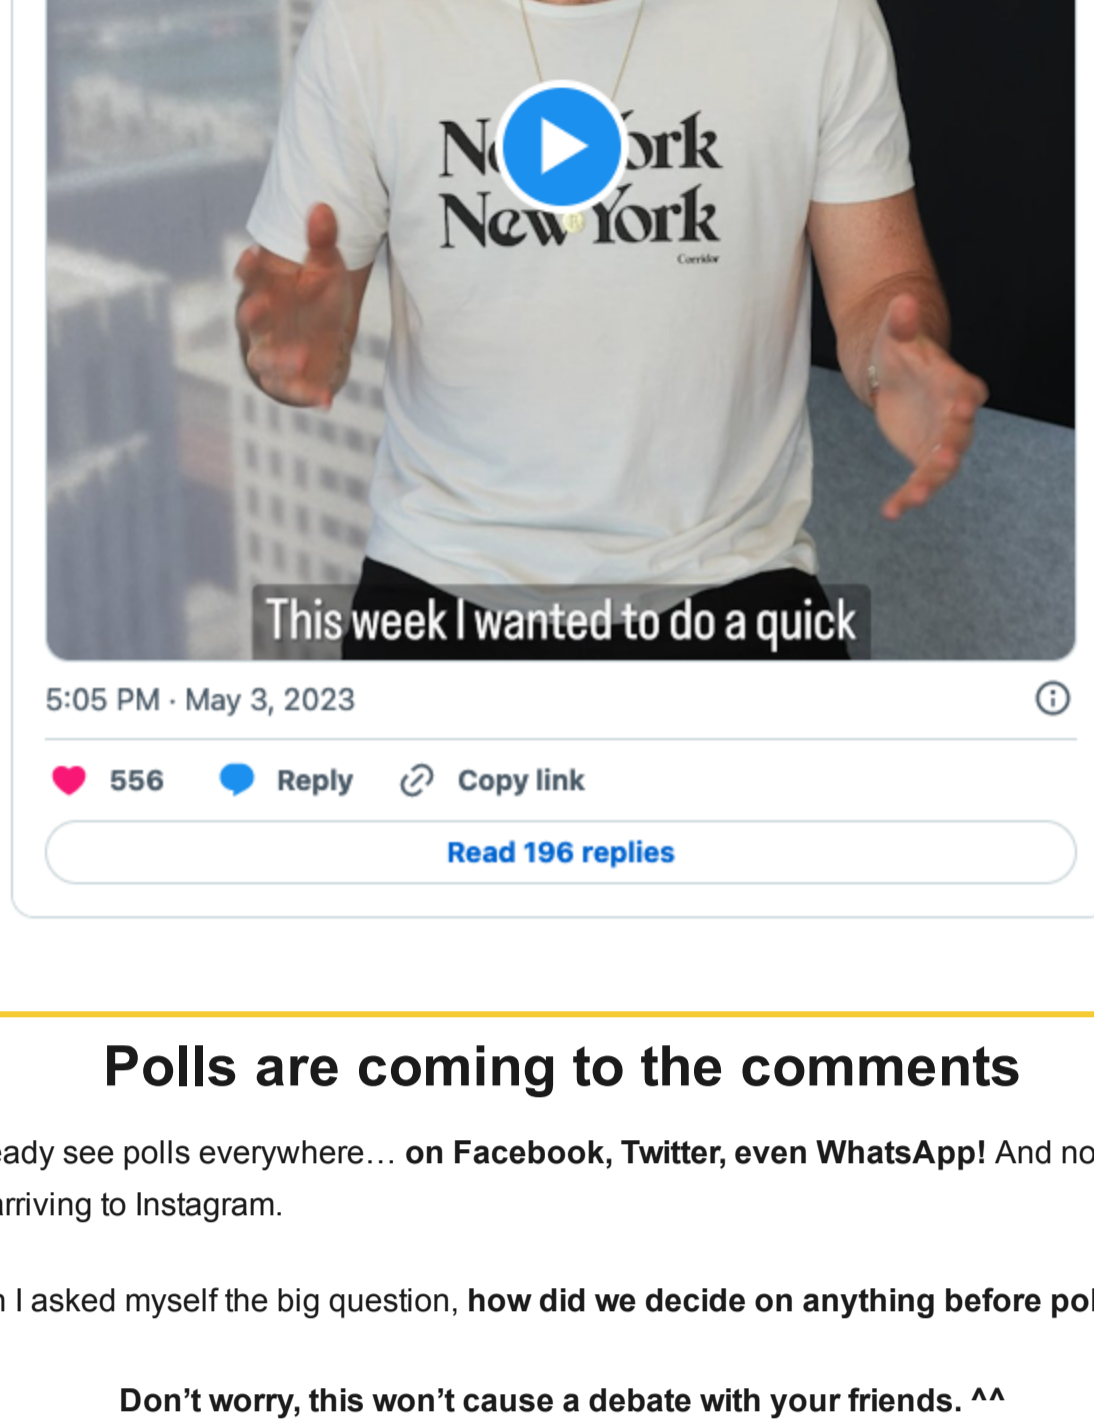 New York
New York
Corridor
This week I wanted to do a quick
5:05 PM · May 3, 2023
556 Reply Copy link
Read 196 replies
Polls are coming to the comments
eady see polls everywhere… on Facebook, Twitter, even WhatsApp! And no
arriving to Instagram.
n I asked myself the big question, how did we decide on anything before pol
Don’t worry, this won’t cause a debate with your friends. ^^